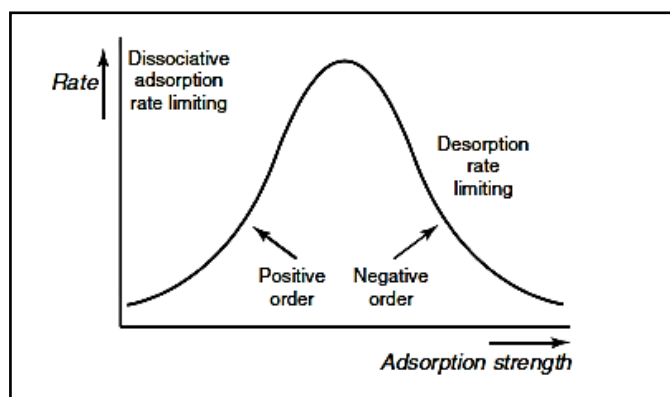 Rate
Dissociative
adsorption
rate limiting
Desorption
rate
limiting
Positive
order
Negative
order
Adsorption strength